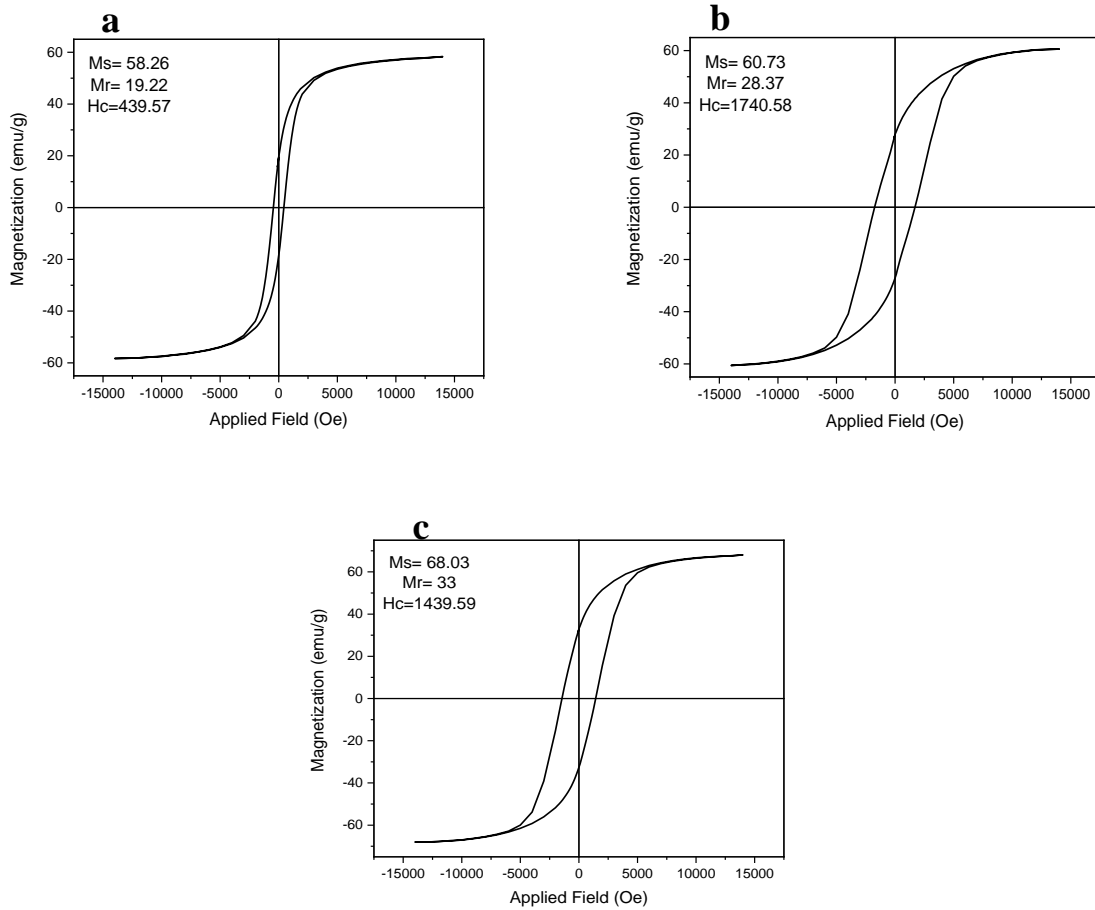 a
Ms= 58.26
Mr= 19.22
Hc=439.57
60
40
20
0
-20
-40
-60
Magnetization (emu/g)
-15000 -10000 -5000 0 5000 10000 15000
Applied Field (Oe)
b
Ms= 60.73
Mr= 28.37
Hc=1740.58
60
40
20
0
-20
-40
-60
Magnetization (emu/g)
-15000 -10000 -5000 0 5000 10000 15000
Applied Field (Oe)
c
Ms= 68.03
Mr= 33
Hc=1439.59
60
40
20
0
-20
-40
-60
Magnetization (emu/g)
-15000 -10000 -5000 0 5000 10000 15000
Applied Field (Oe)